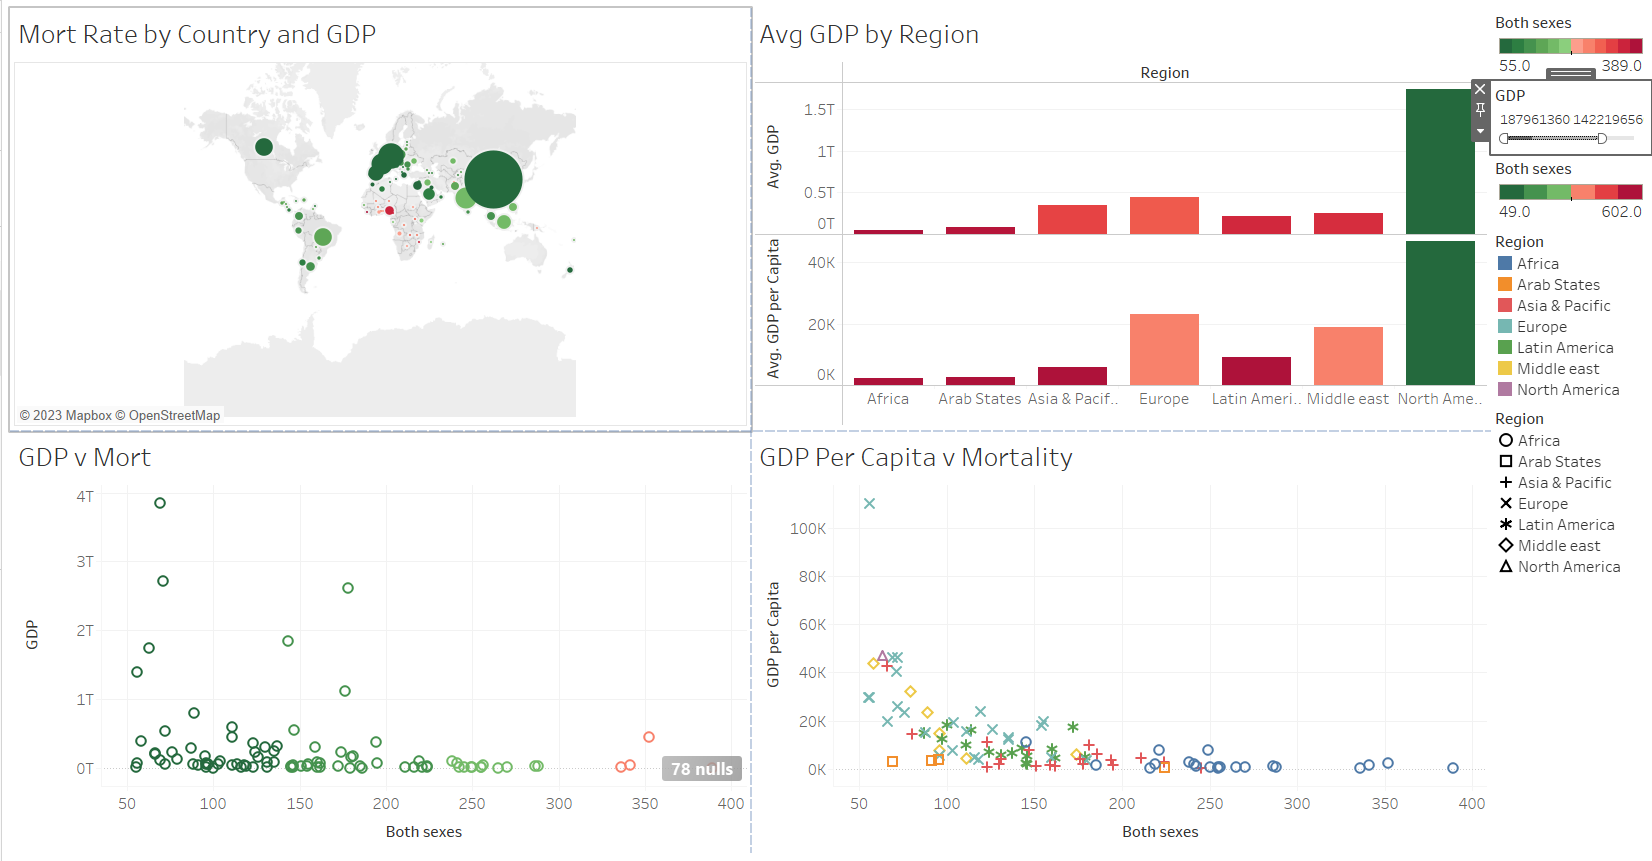 Mort Rate by Country and GDP
© 2023 Mapbox © OpenStreetMap
Avg GDP by Region
Region
Avg. GDP
1.5T
1T
0.5T
0T
Avg. GDP per Capita
40K
20K
0K
Africa
Arab States
Asia & Pacif..
Europe
Latin Ameri..
Middle east
North Ame..
GDP v Mort
GDP
4T
3T
2T
1T
0T
78 nulls
50
100
150
200
250
300
350
400
Both sexes
GDP Per Capita v Mortality
GDP per Capita
100K
80K
60K
40K
20K
0K
50
100
150
200
250
300
350
400
Both sexes
Both sexes
55.0 389.0
GDP
187961360 142219656
Both sexes
49.0 602.0
Region
Africa
Arab States
Asia & Pacific
Europe
Latin America
Middle east
North America
Region
Africa
Arab States
Asia & Pacific
Europe
Latin America
Middle east
North America